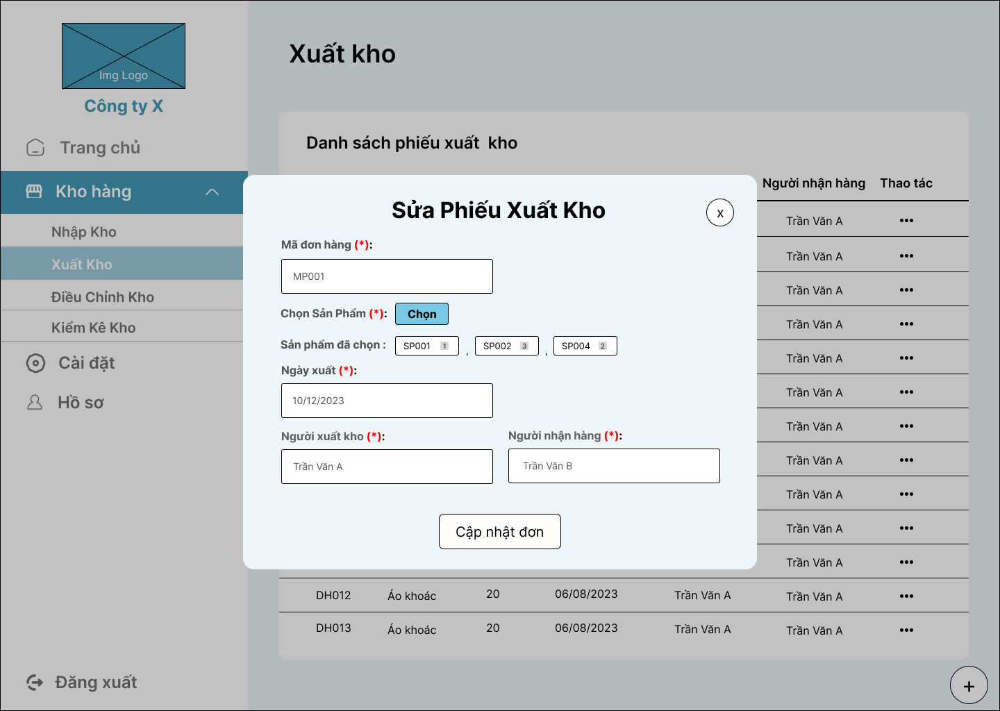 Img Logo
Công ty X
Trang chủ
Kho hàng
Nhập Kho
Xuất Kho
Điều Chỉnh Kho
Kiểm Kê Kho
Cài đặt
Hồ sơ
Đăng xuất
Xuất kho
Danh sách phiếu xuất kho
Người nhận hàng Thao tác
Trần Văn A •••
Trần Văn A •••
Trần Văn A •••
Trần Văn A •••
Trần Văn A •••
Trần Văn A •••
Trần Văn A •••
Trần Văn A •••
Trần Văn A •••
Trần Văn A •••
Trần Văn A •••
DH012 Áo khoác 20 06/08/2023 Trần Văn A Trần Văn A •••
DH013 Áo khoác 20 06/08/2023 Trần Văn A Trần Văn A •••
+
Sửa Phiếu Xuất Kho
x
Mã đơn hàng (*):
MP001
Chọn Sản Phẩm (*): Chọn
Sản phẩm đã chọn : SP001 1 , SP002 3 , SP004 2
Ngày xuất (*):
10/12/2023
Người xuất kho (*): Người nhận hàng (*):
Trần Văn A Trần Văn B
Cập nhật đơn